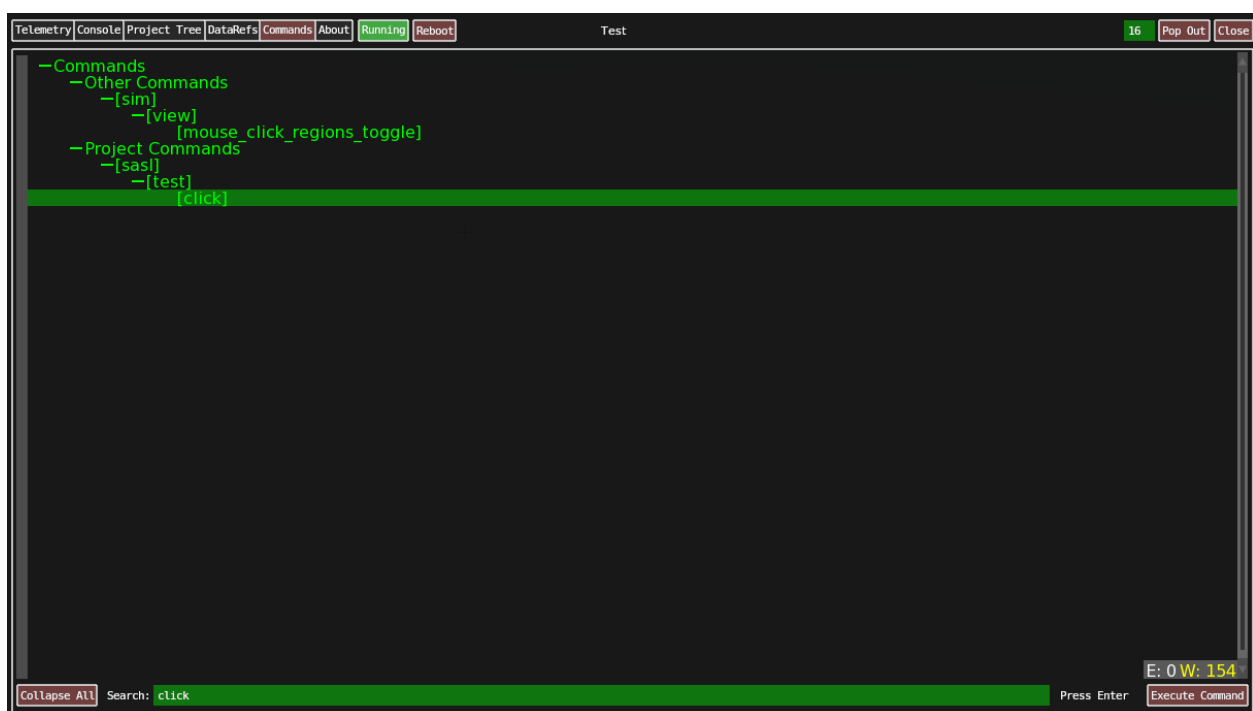 Telemetry Console Project Tree DataRefs Commands About Running Reboot Test 16 Pop Out Close
Commands
Other Commands
[sim]
[view]
[mouse_click_regions_toggle]
Project Commands
[sasl]
[test]
[click]
E: 0 W: 154
Collapse All Search: click Press Enter Execute Command